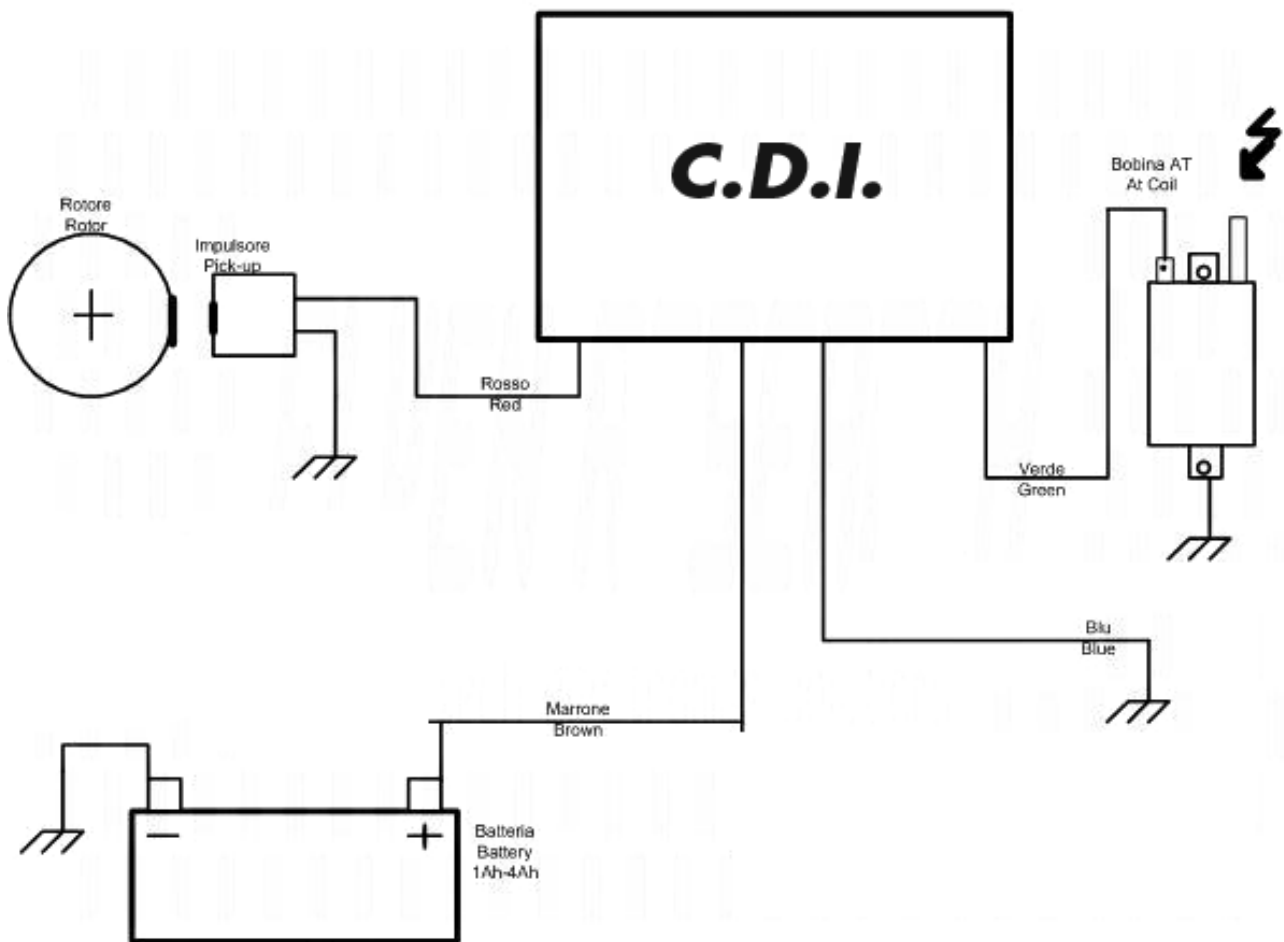 C.D.I.
Bobina AT
At Coil
Rotore
Rotor
Impulsore
Pick-up
Rosso
Red
Verde
Green
Blu
Blue
Marrone
Brown
Batteria
Battery
1Ah-4Ah